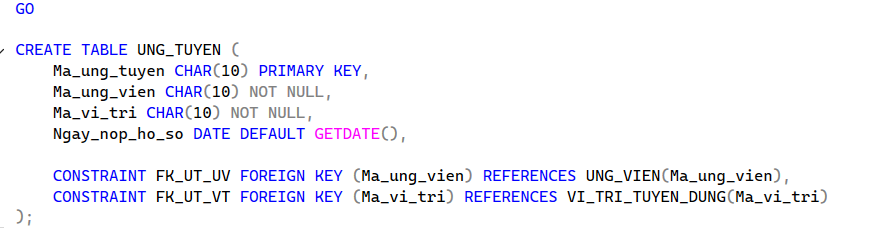 GO
CREATE TABLE UNG_TUYEN (
Ma_ung_tuyen CHAR(10) PRIMARY KEY,
Ma_ung_vien CHAR(10) NOT NULL,
Ma_vi_tri CHAR(10) NOT NULL,
Ngay_nop_ho_so DATE DEFAULT GETDATE(),
CONSTRAINT FK_UT_UV FOREIGN KEY (Ma_ung_vien) REFERENCES UNG_VIEN(Ma_ung_vien),
CONSTRAINT FK_UT_VT FOREIGN KEY (Ma_vi_tri) REFERENCES VI_TRI_TUYEN_DUNG(Ma_vi_tri)
);